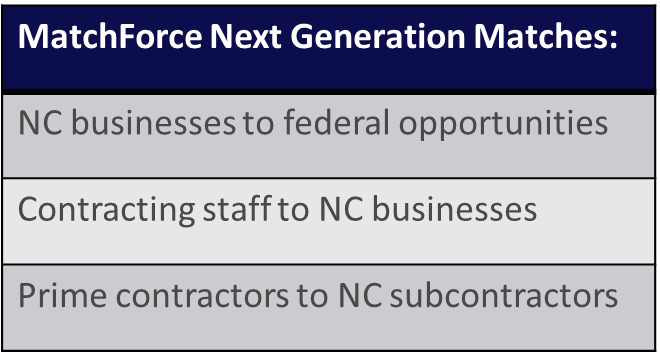 MatchForce Next Generation Matches:
NC businesses to federal opportunities
Contracting staff to NC businesses
Prime contractors to NC subcontractors